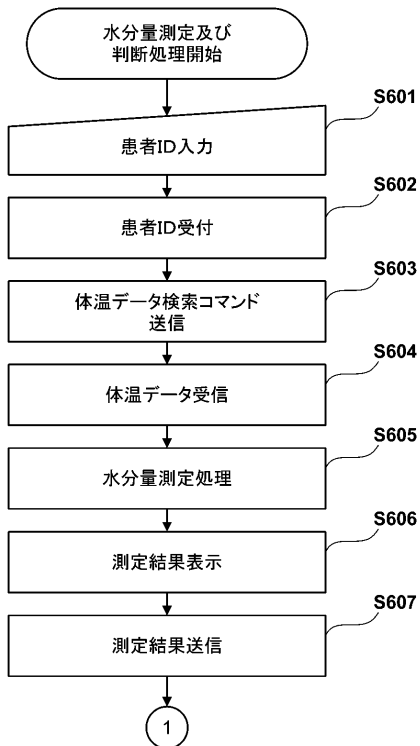 水分量測定及び
判断処理開始
S601
患者ID入力
S602
患者ID受付
S603
体温データ検索コマンド
送信
S604
体温データ受信
S605
水分量測定処理
S606
測定結果表示
S607
測定結果送信
1